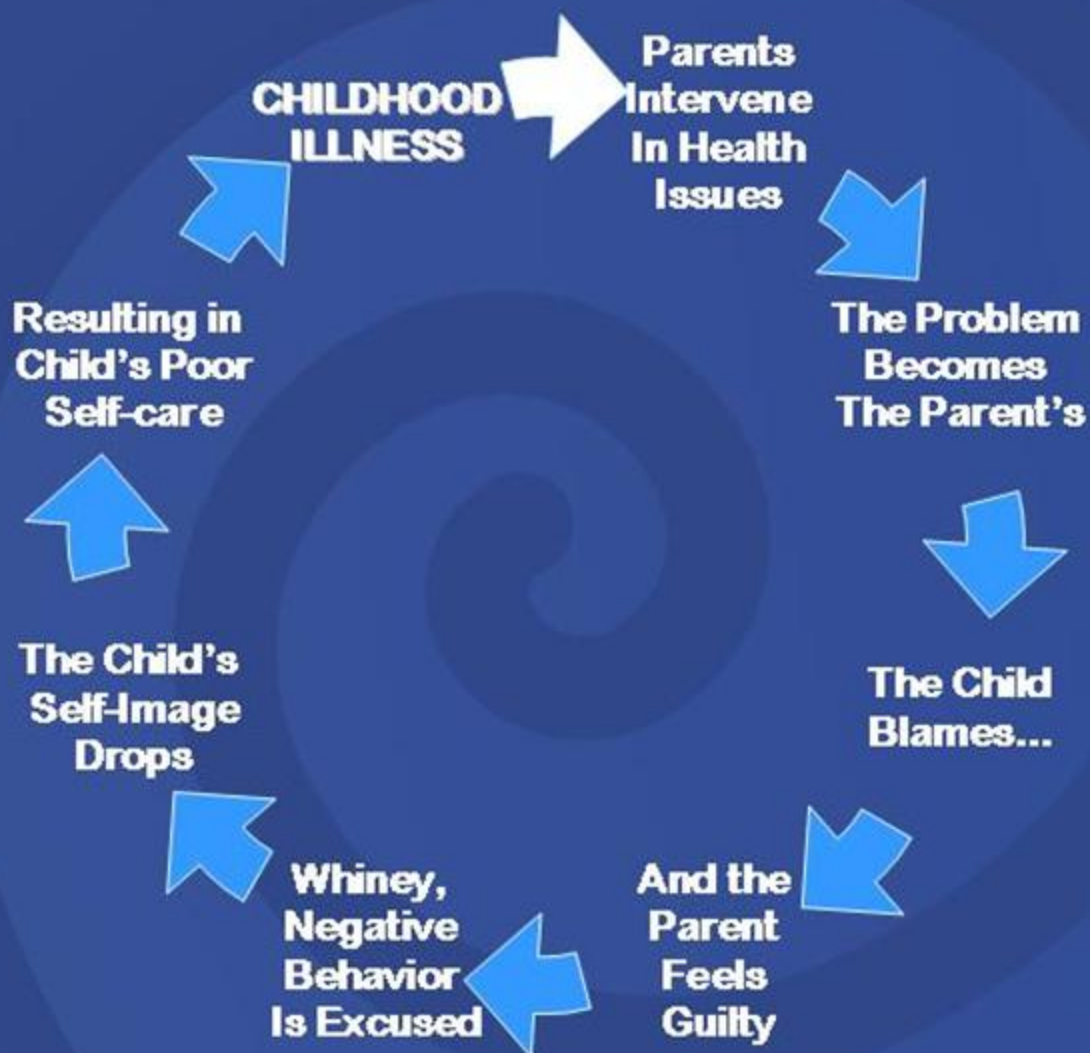 CHILDHOOD
ILLNESS
Parents
Intervene
In Health
Issues
The Problem
Becomes
The Parent's
The Child
Blames...
And the
Parent
Feels
Guilty
Whiney,
Negative
Behavior
Is Excused
The Child's
Self-Image
Drops
Resulting in
Child's Poor
Self-care